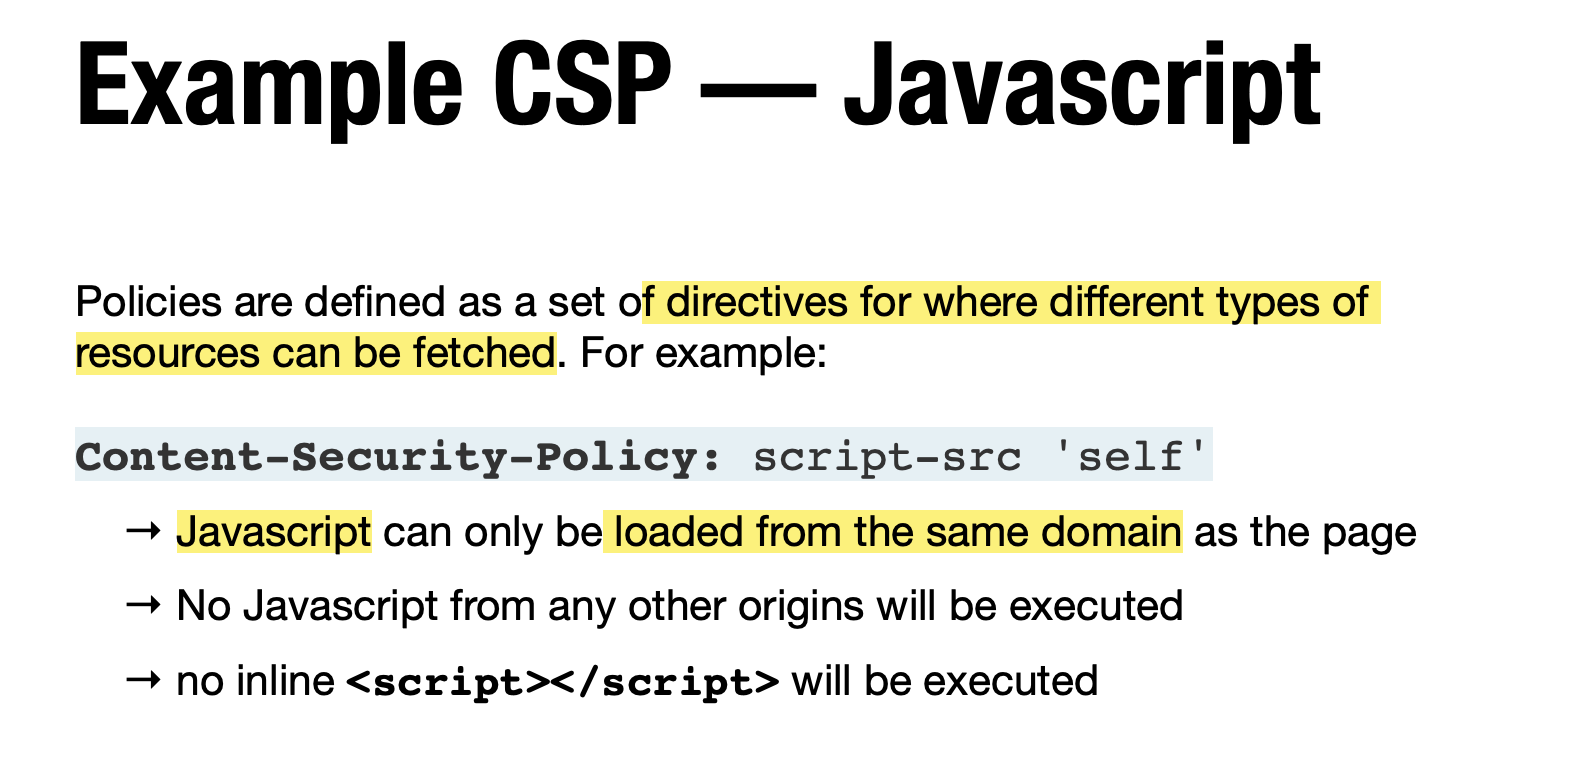 Example CSP — Javascript
Policies are defined as a set of directives for where different types of
resources can be fetched. For example:
Content-Security-Policy: script-src 'self'
→ Javascript can only be loaded from the same domain as the page
→ No Javascript from any other origins will be executed
→ no inline <script></script> will be executed